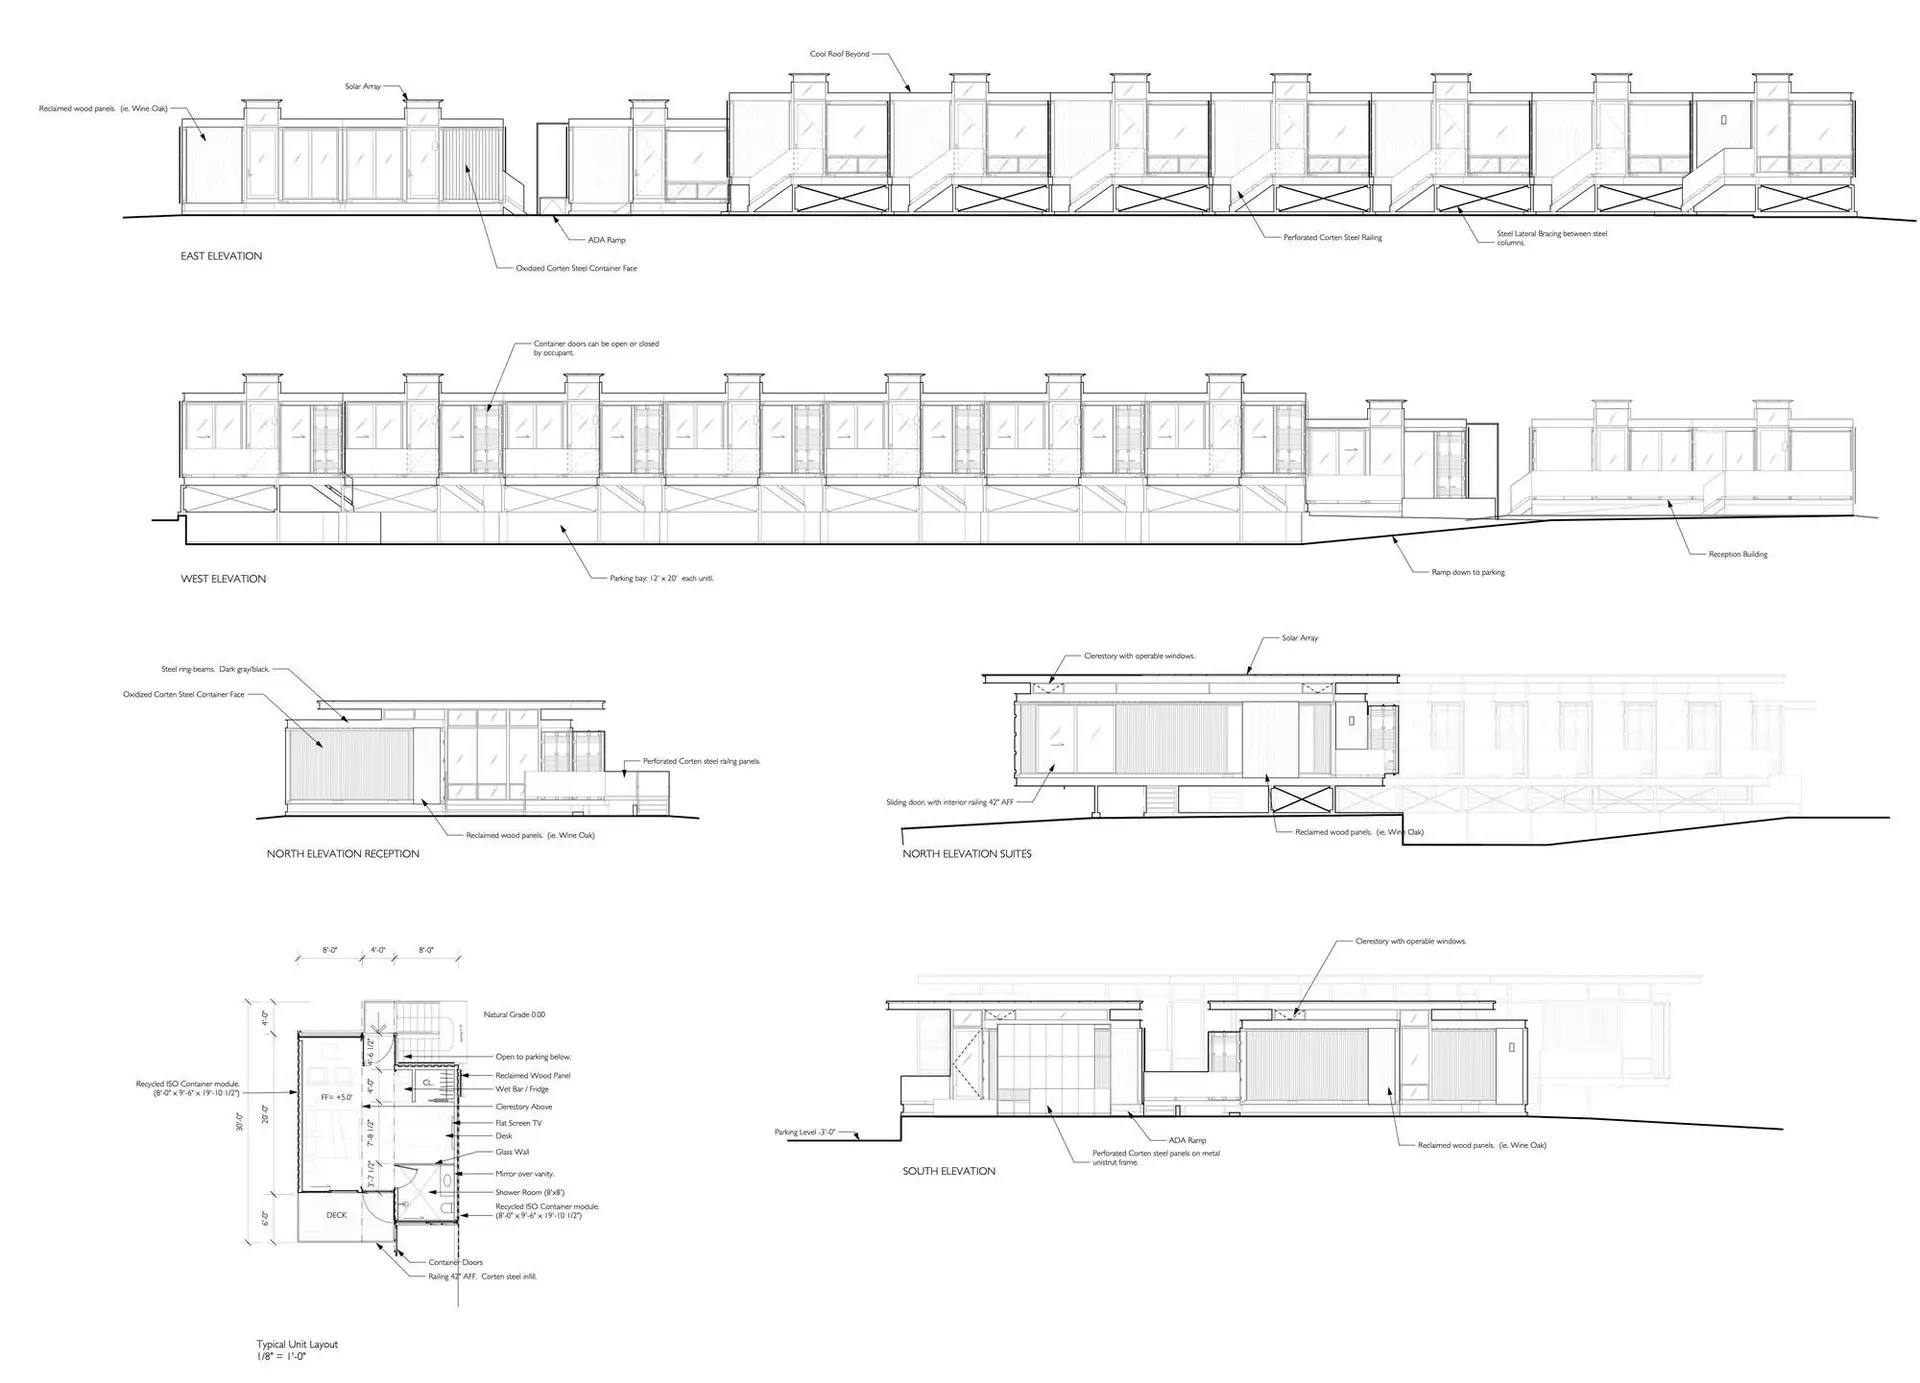 Cool Roof Beyond
Solar Array
Reclaimed wood panels. (ie. Wine Oak)
ADA Ramp
Perforated Corten Steel Railing
Steel Lateral Bracing between steel
columns.
EAST ELEVATION
Oxidized Corten Steel Container Face
Container doors can be open or closed
by occupant.
Reception Building
Ramp down to parking.
WEST ELEVATION
Parking bay; 12' x 20' each unitl.
Steel ring-beams. Dark gray/black.
Oxidized Corten Steel Container Face
Perforated Corten steel railng panels.
Reclaimed wood panels. (ie. Wine Oak)
NORTH ELEVATION RECEPTION
Solar Array
Clerestory with operable windows.
Sliding door, with interior railing 42" AFF
Reclaimed wood panels. (ie. Wine Oak)
NORTH ELEVATION SUITES
8'-0"
4'-0"
8'-0"
4'-0"
20'-0"
6'-0"
30'-0"
4'-6 1/2"
4'-0"
7'-8 1/2"
3'-7 1/2"
Natural Grade 0.00
Open to parking below.
Reclaimed Wood Panel
CL.
Wet Bar / Fridge
Recycled ISO Container module.
(8'-0" x 9'-6" x 19'-10 1/2")
FF= +5.0'
Clerestory Above
Flat Screen TV
Desk
Glass Wall
Mirror over vanity.
Shower Room (8'x8')
Recycled ISO Container module.
(8'-0" x 9'-6" x 19'-10 1/2")
DECK
Container Doors
Railing 42" AFF. Corten steel infill.
Typical Unit Layout
1/8" = 1'-0"
Clerestory with operable windows.
Parking Level -3'-0"
ADA Ramp
Perforated Corten steel panels on metal
unistrut frame.
Reclaimed wood panels. (ie. Wine Oak)
SOUTH ELEVATION